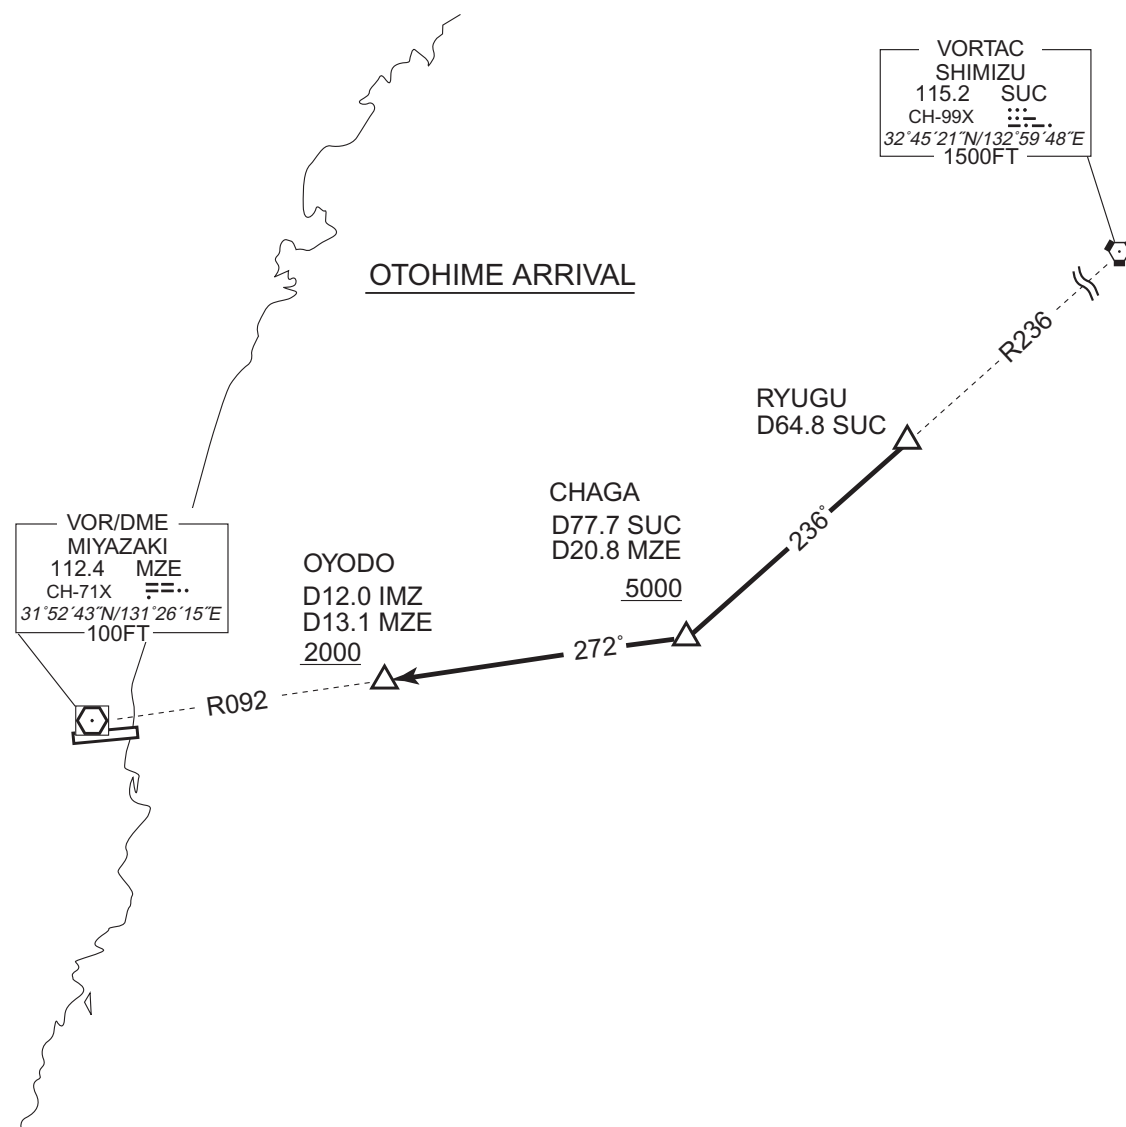 VORTAC
SHIMIZU
115.2 SUC
CH-99X
32°45´21˝N/132°59´48˝E
1500FT
OTOHIME ARRIVAL
R236
RYUGU
D64.8 SUC
CHAGA
D77.7 SUC
D20.8 MZE
5000
236°
VOR/DME
MIYAZAKI
112.4 MZE
CH-71X
31°52´43˝N/131°26´15˝E
100FT
OYODO
D12.0 IMZ
D13.1 MZE
2000
272°
R092